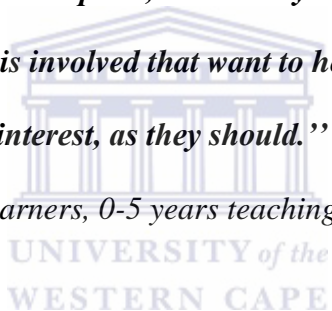 is involved that want to h
interest, as they should.’’
arners, 0-5 years teaching
UNIVERSITY of the
WESTERN CAPE